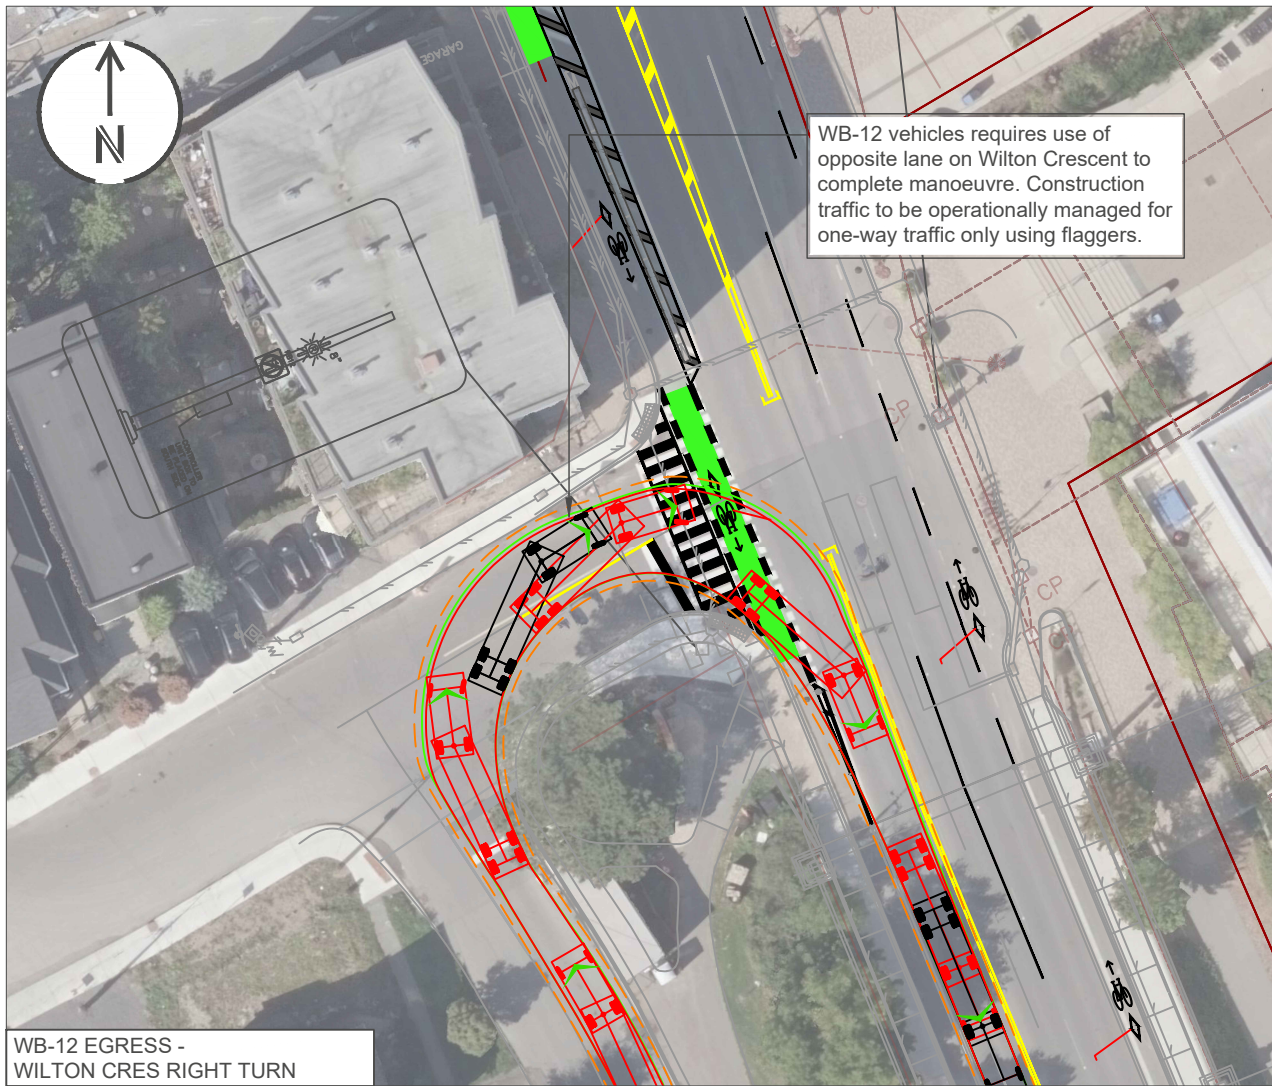 GARAGE
N
WB-12 vehicles requires use of
opposite lane on Wilton Crescent to
complete manoeuvre. Construction
traffic to be operationally managed for
one-way traffic only using flaggers.
8"
CP
CP
WB-12 EGRESS -
WILTON CRES RIGHT TURN